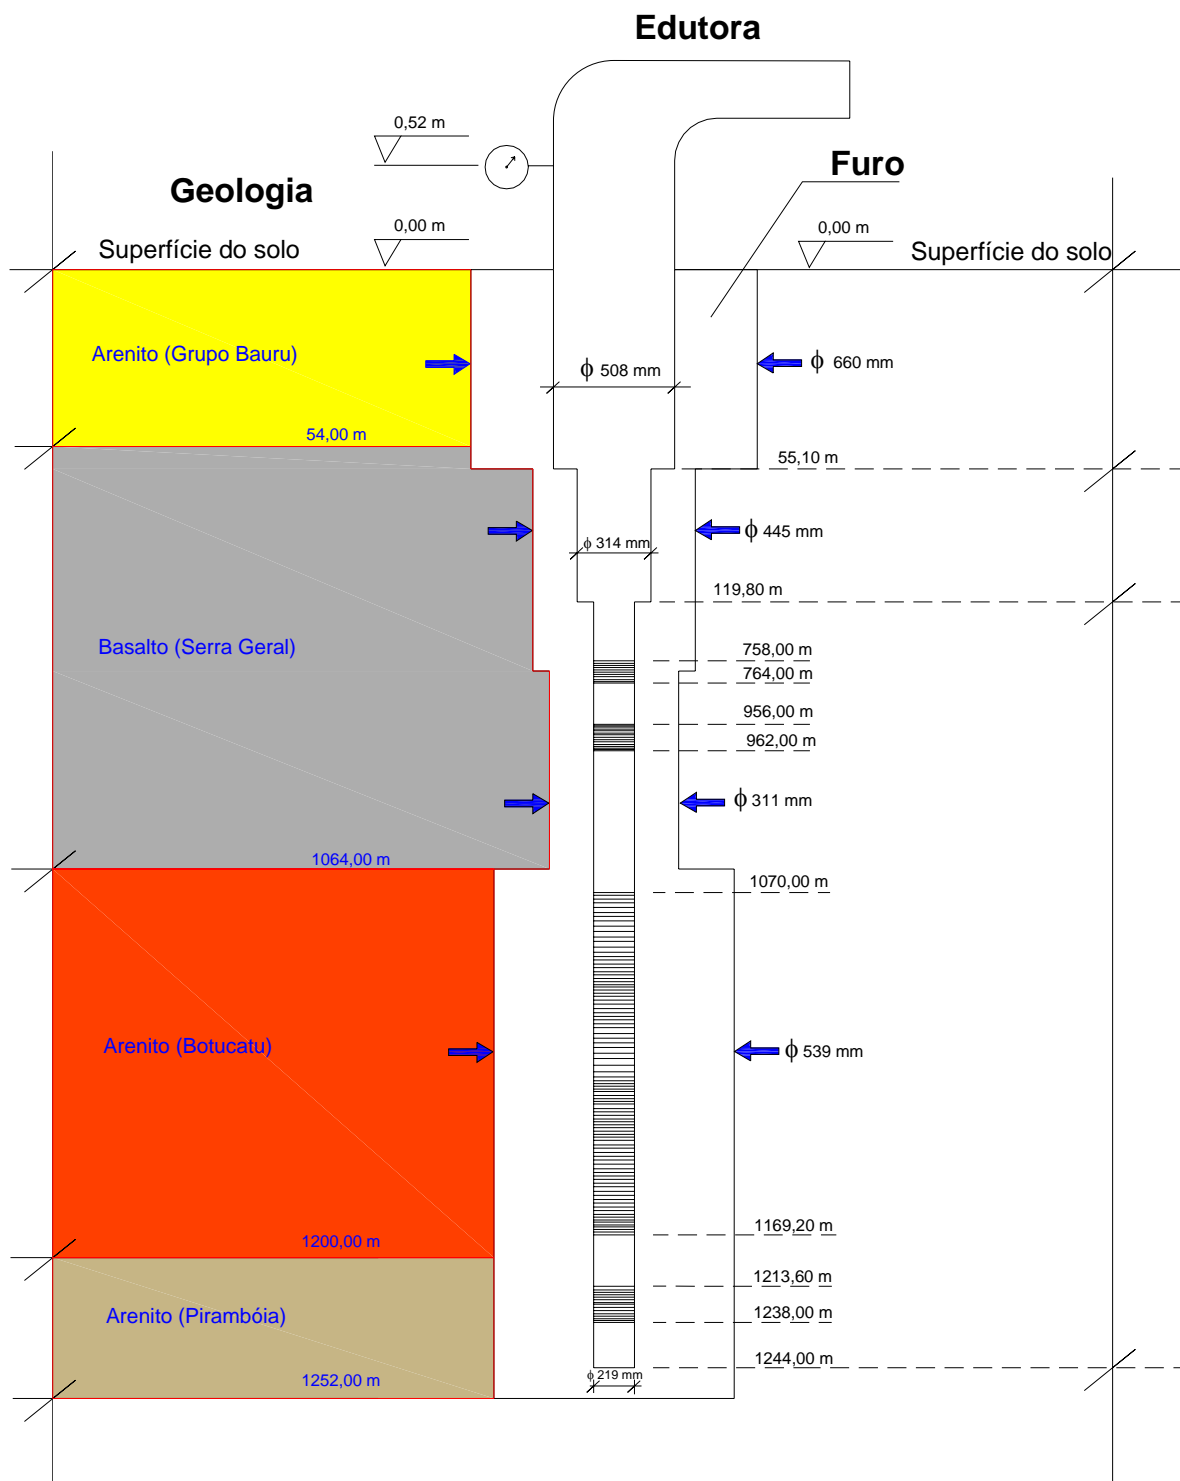 Edutora
0,52 m
Furo
Geologia
0,00 m
0,00 m
Superfície do solo
Superfície do solo
Arenito (Grupo Bauru)
ϕ 508 mm
ϕ 660 mm
54,00 m
55,10 m
ϕ 314 mm
ϕ 445 mm
119,80 m
Basalto (Serra Geral)
758,00 m
764,00 m
956,00 m
962,00 m
ϕ 311 mm
1064,00 m
1070,00 m
Arenito (Botucatu)
ϕ 539 mm
1169,20 m
1200,00 m
1213,60 m
Arenito (Pirambóia)
1238,00 m
1244,00 m
ϕ 219 mm
1252,00 m